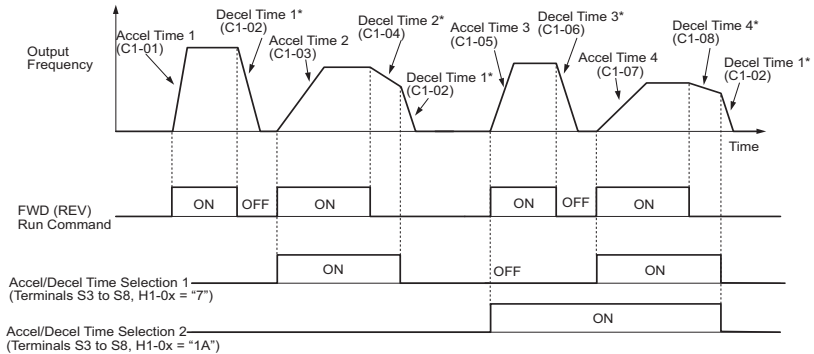 Output
Frequency
Accel Time 1
(C1-01)
Decel Time 1*
(C1-02)
Accel Time 2
(C1-03)
Decel Time 2*
(C1-04)
Decel Time 1*
(C1-02)
Accel Time 3
(C1-05)
Decel Time 3*
(C1-06)
Accel Time 4
(C1-07)
Decel Time 4*
(C1-08)
Decel Time 1*
(C1-02)
Time
FWD (REV)
Run Command
ON
OFF
ON
ON
OFF
ON
Accel/Decel Time Selection 1
(Terminals S3 to S8, H1-0x = “7”)
ON
OFF
ON
Accel/Decel Time Selection 2
(Terminals S3 to S8, H1-0x = “1A”)
ON